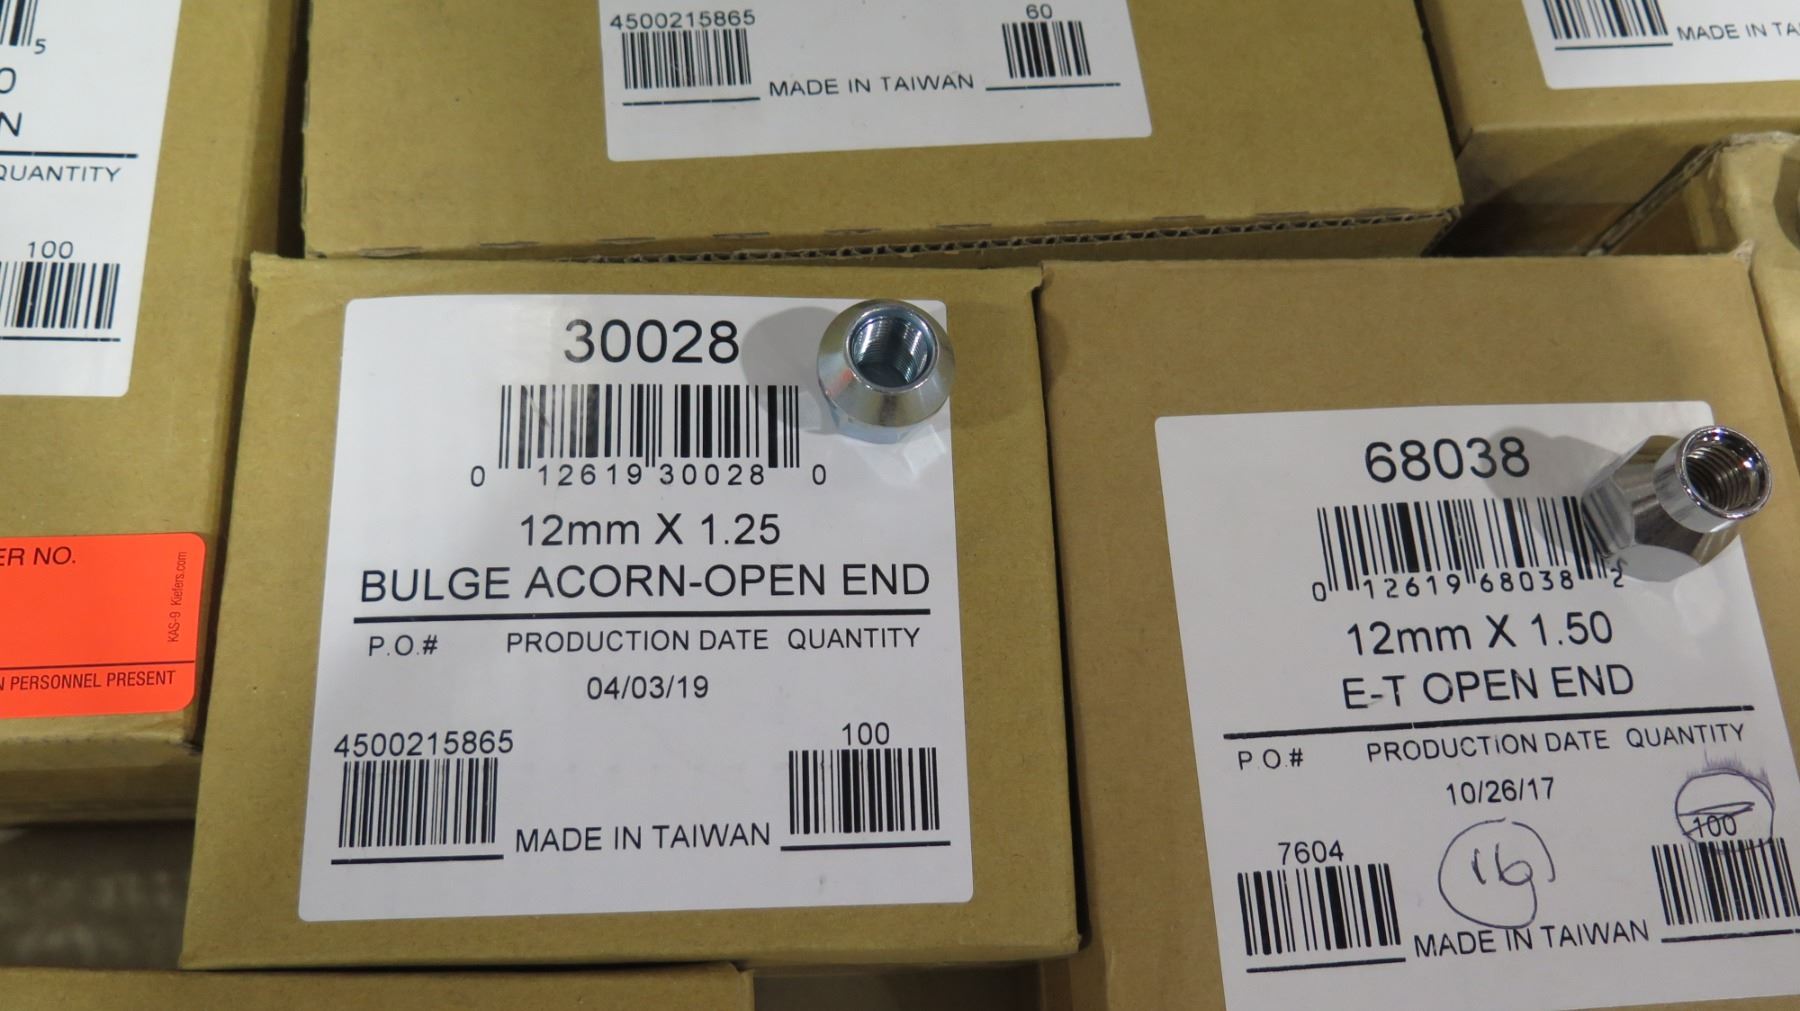 5
0
N
QUANTITY
100
ER NO.
KAS-9 Kiefers.com
N PERSONNEL PRESENT
4500215865
60
MADE IN TAIWAN
MADE IN TA
30028
0 12619 30028 0
12mm X 1.25
BULGE ACORN-OPEN END
P.O.# PRODUCTION DATE QUANTITY
04/03/19
4500215865 100
MADE IN TAIWAN
68038
0 12619 68038 2
12mm X 1.50
E-T OPEN END
P.O.# PRODUCTION DATE QUANTITY
10/26/17
7604 16 100
MADE IN TAIWAN